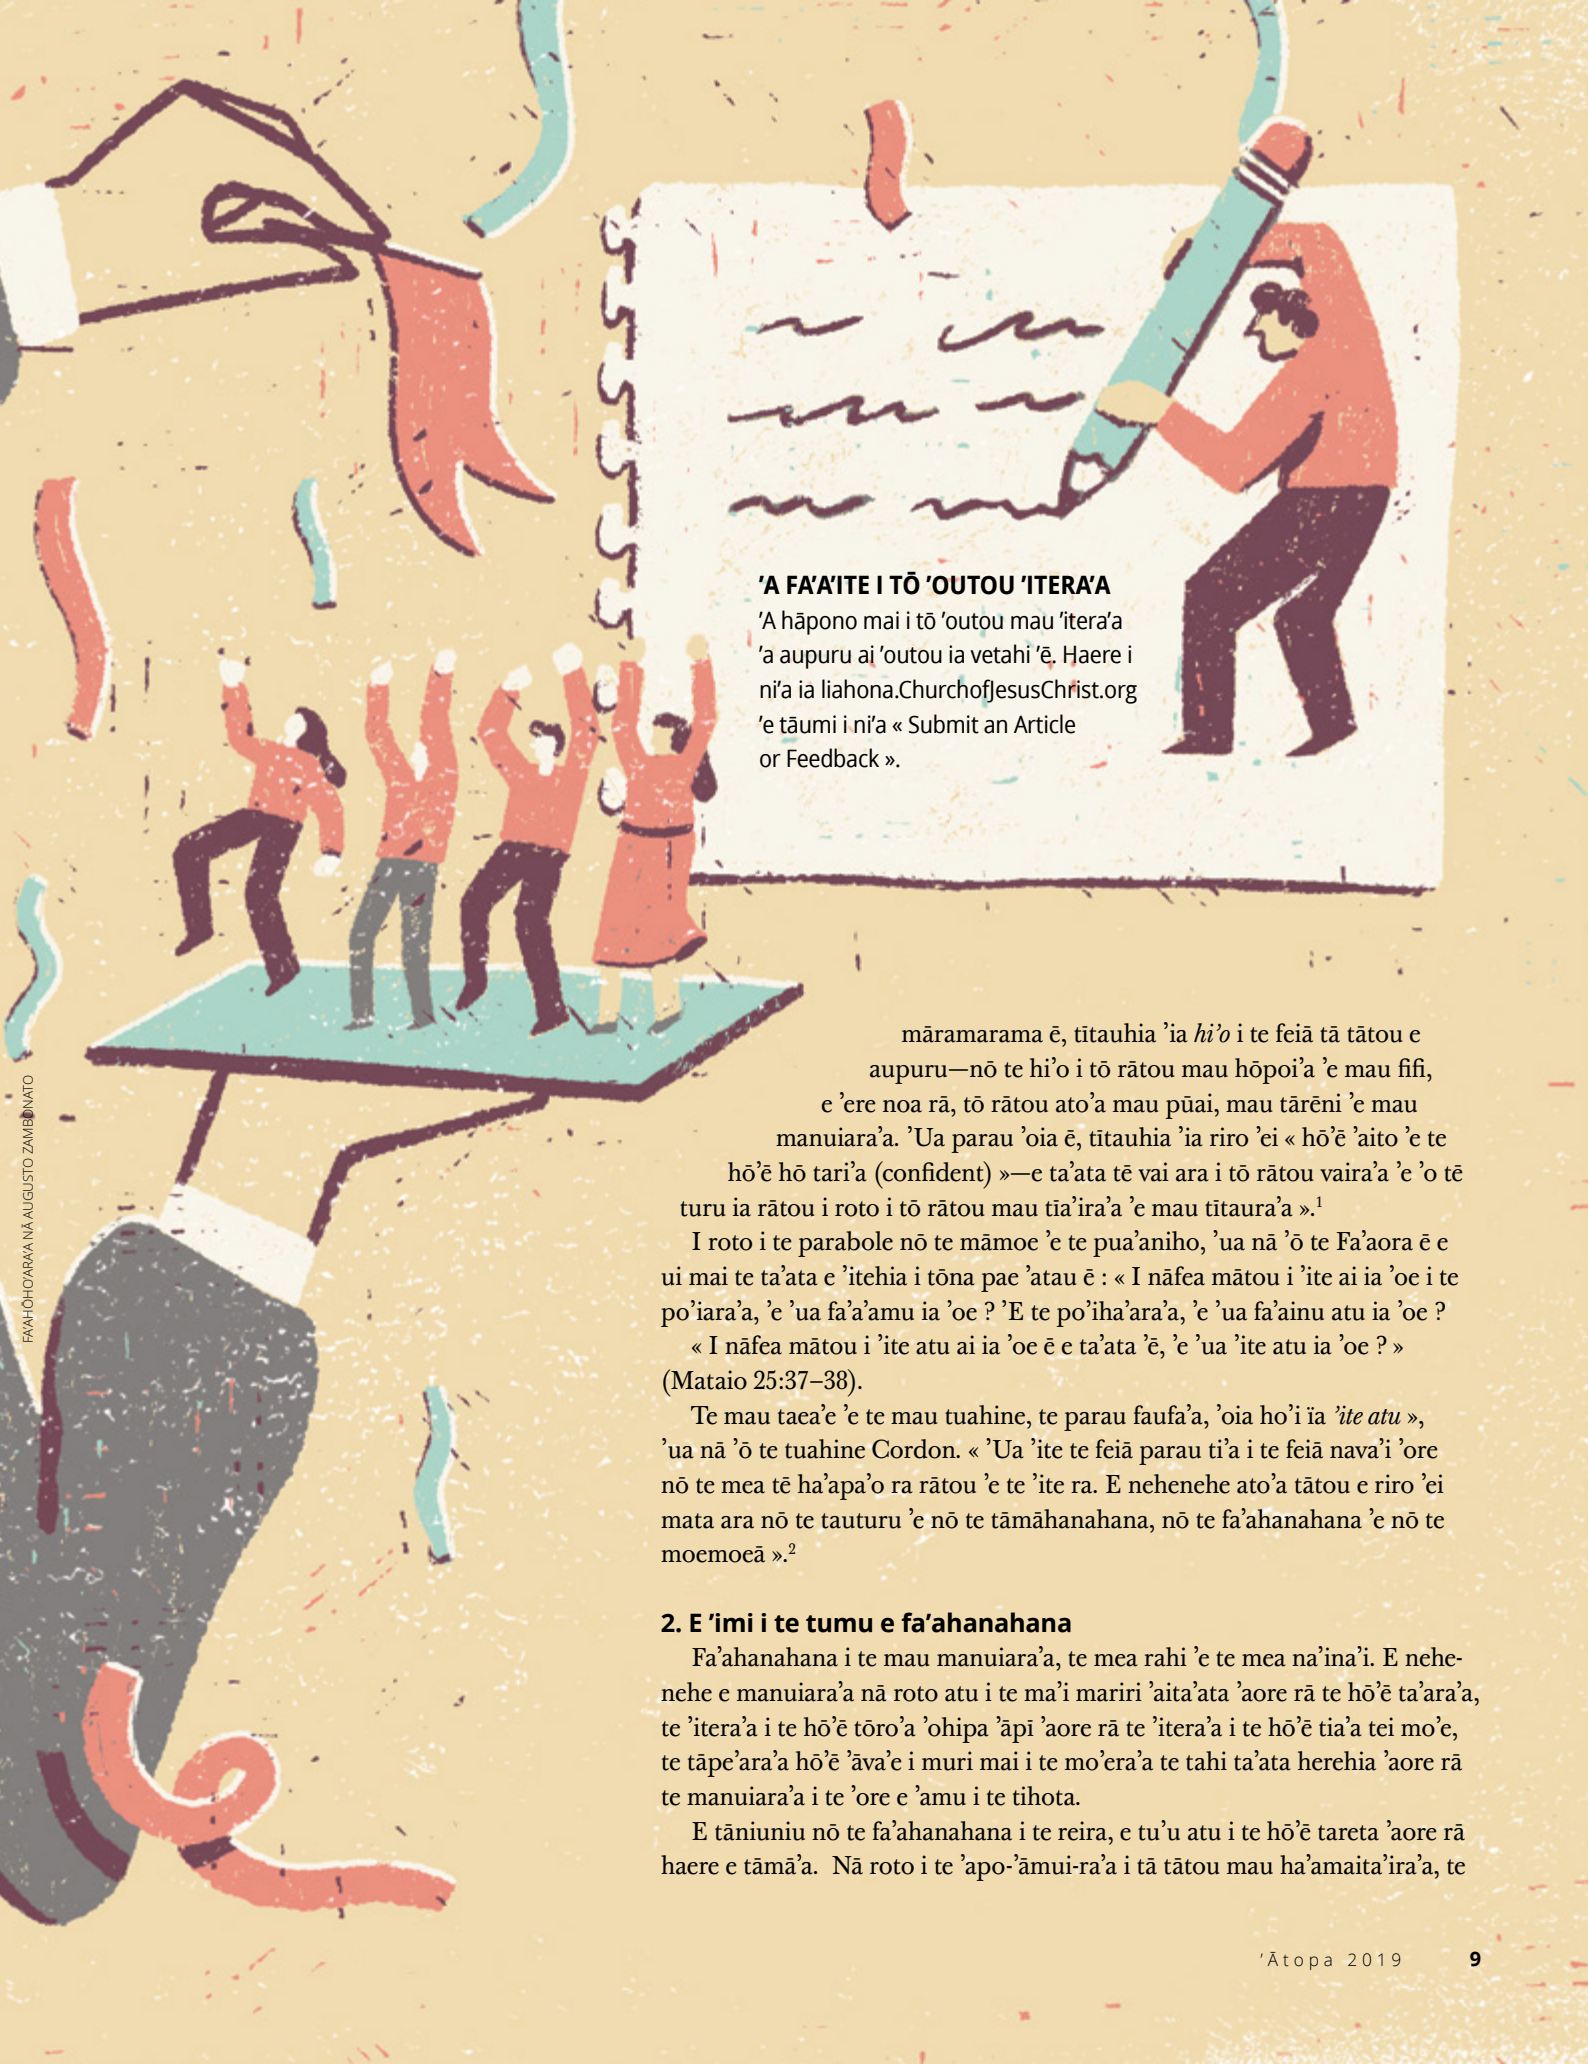 ’A FA’A’ITE I TŌ ’OUTOU ’ITERA’A
’A hāpono mai i tō ’outou mau ’itera’a
’a aupuru ai ’outou ia vetahi ’ē. Haere i
ni’a ia liahona.ChurchofJesusChrist.org
’e tāumi i ni’a « Submit an Article
or Feedback ».
māramarama ē, tītauhia ’ia hi’o i te feiā tā tātou e
aupuru—nō te hi’o i tō rātou mau hōpoi’a ’e mau fifi,
e ’ere noa rā, tō rātou ato’a mau pūai, mau tārēni ’e mau
manuiara’a. ’Ua parau ’oia ē, tītauhia ’ia riro ’ei « hō’ē ’aito ’e te
hō’ē hō tari’a (confident) »—e ta’ata tē vai ara i tō rātou vaira’a ’e ’o tē
turu ia rātou i roto i tō rātou mau tīa’ira’a ’e mau tītaura’a ».1
I roto i te parabole nō te māmoe ’e te pua’aniho, ’ua nā ’ō te Fa’aora ē e
ui mai te ta’ata e ’itehia i tōna pae ’atau ē : « I nāfea mātou i ’ite ai ia ’oe i te
po’iara’a, ’e ’ua fa’a’amu ia ’oe ? ’E te po’iha’ara’a, ’e ’ua fa’ainu atu ia ’oe ?
« I nāfea mātou i ’ite atu ai ia ’oe ē e ta’ata ’ē, ’e ’ua ’ite atu ia ’oe ? »
(Mataio 25:37–38).
Te mau taea’e ’e te mau tuahine, te parau faufa’a, ’oia ho’i ïa ’ite atu »,
’ua nā ’ō te tuahine Cordon. « ’Ua ’ite te feiā parau ti’a i te feiā nava’i ’ore
nō te mea tē ha’apa’o ra rātou ’e te ’ite ra. E nehenehe ato’a tātou e riro ’ei
mata ara nō te tauturu ’e nō te tāmāhanahana, nō te fa’ahanahana ’e nō te
moemoeā ».2
2. E ’imi i te tumu e fa’ahanahana
Fa’ahanahana i te mau manuiara’a, te mea rahi ’e te mea na’ina’i. E nehe-
nehe e manuiara’a nā roto atu i te ma’i mariri ’aita’ata ’aore rā te hō’ē ta’ara’a,
te ’itera’a i te hō’ē tōro’a ’ohipa ’āpī ’aore rā te ’itera’a i te hō’ē tia’a tei mo’e,
te tāpe’ara’a hō’ē ’āva’e i muri mai i te mo’era’a te tahi ta’ata herehia ’aore rā
te manuiara’a i te ’ore e ’amu i te tihota.
E tāniuniu nō te fa’ahanahana i te reira, e tu’u atu i te hō’ē tareta ’aore rā
haere e tāmā’a. Nā roto i te ’apo-’āmui-ra’a i tā tātou mau ha’amaita’ira’a, te
FA’AHŌHO’ARA’A NĀ AUGUSTO ZAMBONATO
’Ātopa 2019 9